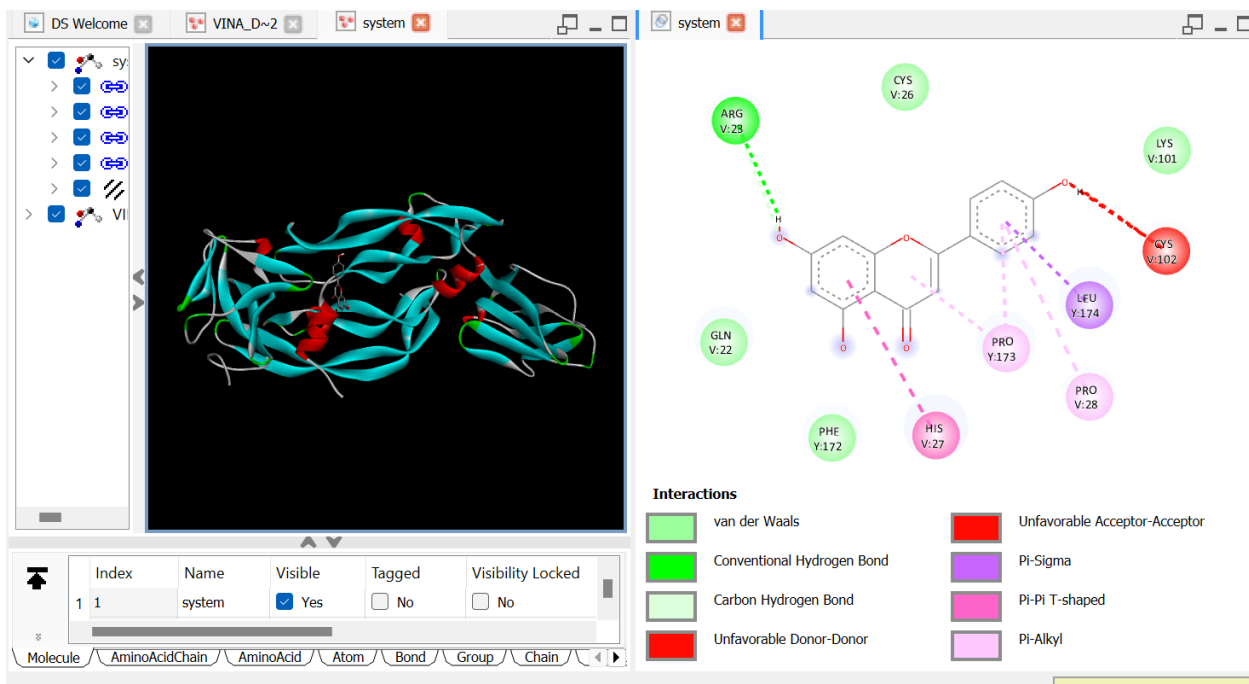 DS Welcome
VINA_D~2
system
system
sy
VI
CYS
V:26
ARG
V:23
LYS
V:101
H
O
O
H
O
CYS
V:102
LEU
Y:174
GLN
V:22
PRO
Y:173
O
O
PRO
V:28
PHE
Y:172
HIS
V:27
Interactions
van der Waals
Conventional Hydrogen Bond
Carbon Hydrogen Bond
Unfavorable Donor-Donor
Unfavorable Acceptor-Acceptor
Pi-Sigma
Pi-Pi T-shaped
Pi-Alkyl
Index Name Visible Tagged Visibility Locked
1 1 system Yes No No
Molecule AminoAcidChain AminoAcid Atom Bond Group Chain